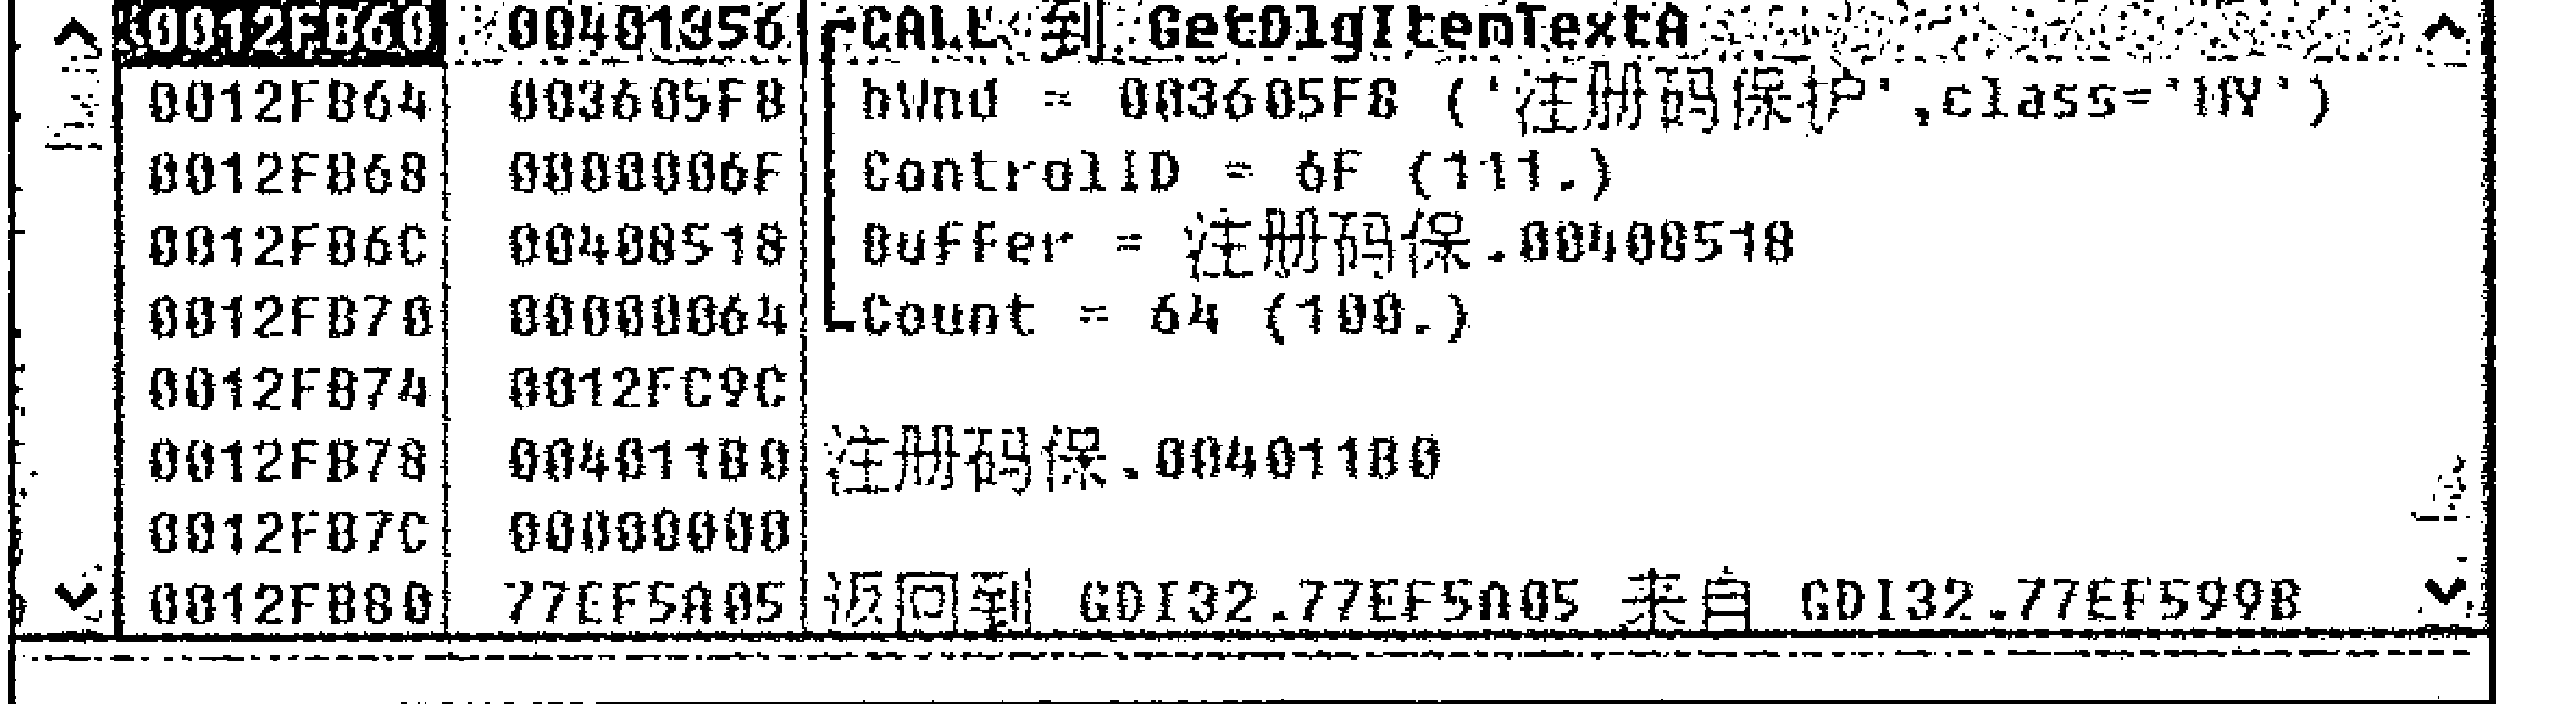 0012FB60 00401356 CALL 到 GetDlgItemTextA
0012FB64 003605F8 hWnd = 003605F8 ('注册码保护',class='MY')
0012FB68 0000006F ControlID = 6F (111.)
0012FB6C 00408518 Buffer = 注册码保.00408518
0012FB70 00000064 Count = 64 (100.)
0012FB74 0012FC9C
0012FB78 004011B0 注册码保.004011B0
0012FB7C 00000000
0012FB80 77EF5A05 返回到 GDI32.77EF5A05 来自 GDI32.77EF599B